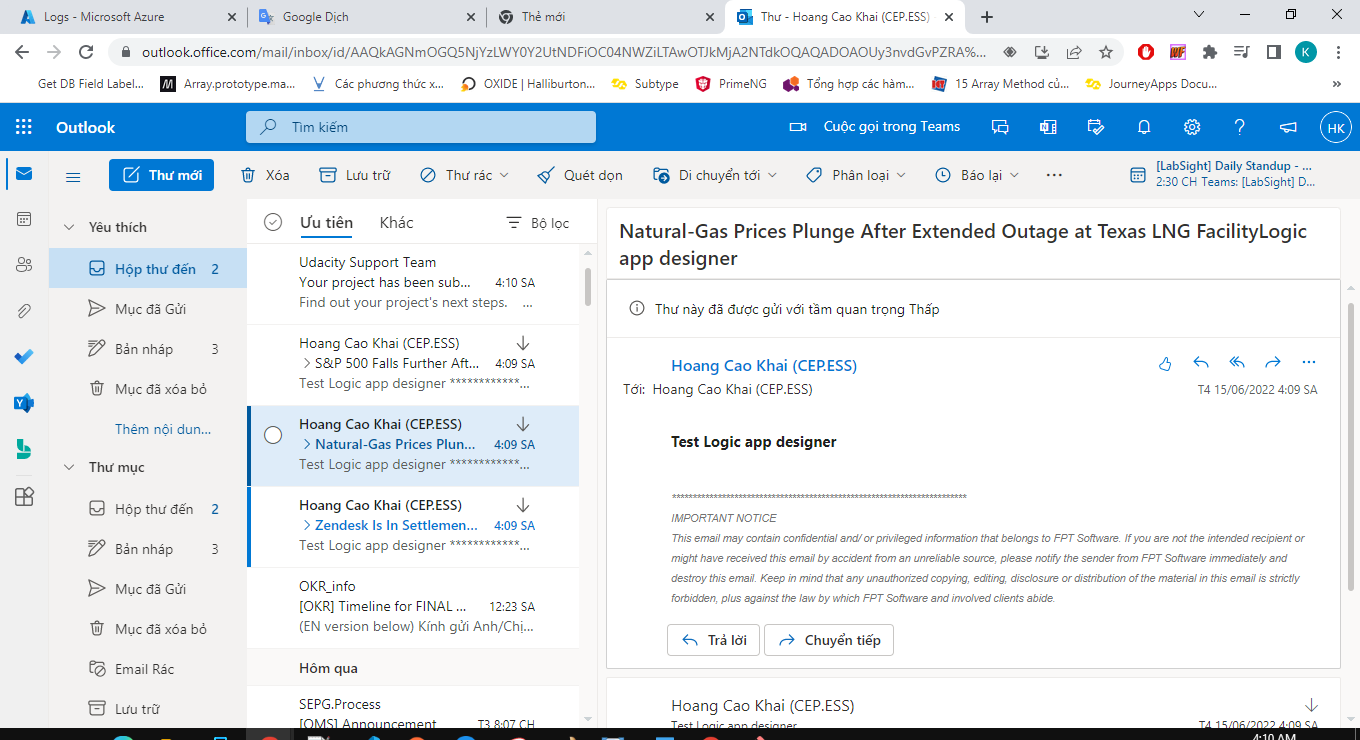 Logs - Microsoft Azure
Google Dịch
Thẻ mới
Thư - Hoang Cao Khai (CEP.ESS)
outlook.office.com/mail/inbox/id/AAQkAGNmOGQ5NjYzLWY0Y2UtNDFiOC04NWZiLTAwOTJkMjA2NTdkOQAQADOAOUy3nvdGvPZRA%...
K
Get DB Field Label...
Array.prototype.ma...
Các phương thức x...
OXIDE | Halliburton...
Subtype
PrimeNG
Tổng hợp các hàm...
15 Array Method củ...
JourneyApps Docu...
Outlook
Tìm kiếm
Cuộc gọi trong Teams
HK
Thư mới
Xóa
Lưu trữ
Thư rác
Quét dọn
Di chuyển tới
Phân loại
Báo lại
[LabSight] Daily Standup - ...
2:30 CH Teams: [LabSight] D...
Yêu thích
Hộp thư đến 2
Mục đã Gửi
Bản nháp 3
Mục đã xóa bỏ
Thêm nội dun...
Thư mục
Hộp thư đến 2
Bản nháp 3
Mục đã Gửi
Mục đã xóa bỏ
Email Rác
Lưu trữ
Ưu tiên
Khác
Bộ lọc
Udacity Support Team
Your project has been sub... 4:10 SA
Find out your project's next steps. ...
Hoang Cao Khai (CEP.ESS)
S&P 500 Falls Further Aft... 4:09 SA
Test Logic app designer ************...
Hoang Cao Khai (CEP.ESS)
Natural-Gas Prices Plun... 4:09 SA
Test Logic app designer ************...
Hoang Cao Khai (CEP.ESS)
Zendesk Is In Settlemen... 4:09 SA
Test Logic app designer ************...
OKR_info
[OKR] Timeline for FINAL ... 12:23 SA
(EN version below) Kính gửi Anh/Chị...
Hôm qua
SEPG.Process
[QMS] Announcement T3 8:07 CH
Natural-Gas Prices Plunge After Extended Outage at Texas LNG FacilityLogic
app designer
Thư này đã được gửi với tầm quan trọng Thấp
Hoang Cao Khai (CEP.ESS)
Tới: Hoang Cao Khai (CEP.ESS) T4 15/06/2022 4:09 SA
Test Logic app designer
***********************************************************************
IMPORTANT NOTICE
This email may contain confidential and/ or privileged information that belongs to FPT Software. If you are not the intended recipient or
might have received this email by accident from an unreliable source, please notify the sender from FPT Software immediately and
destroy this email. Keep in mind that any unauthorized copying, editing, disclosure or distribution of the material in this email is strictly
forbidden, plus against the law by which FPT Software and involved clients abide.
Trả lời
Chuyển tiếp
Hoang Cao Khai (CEP.ESS)
Test Logic app designer T4 15/06/2022 4:09 SA
4:10 AM